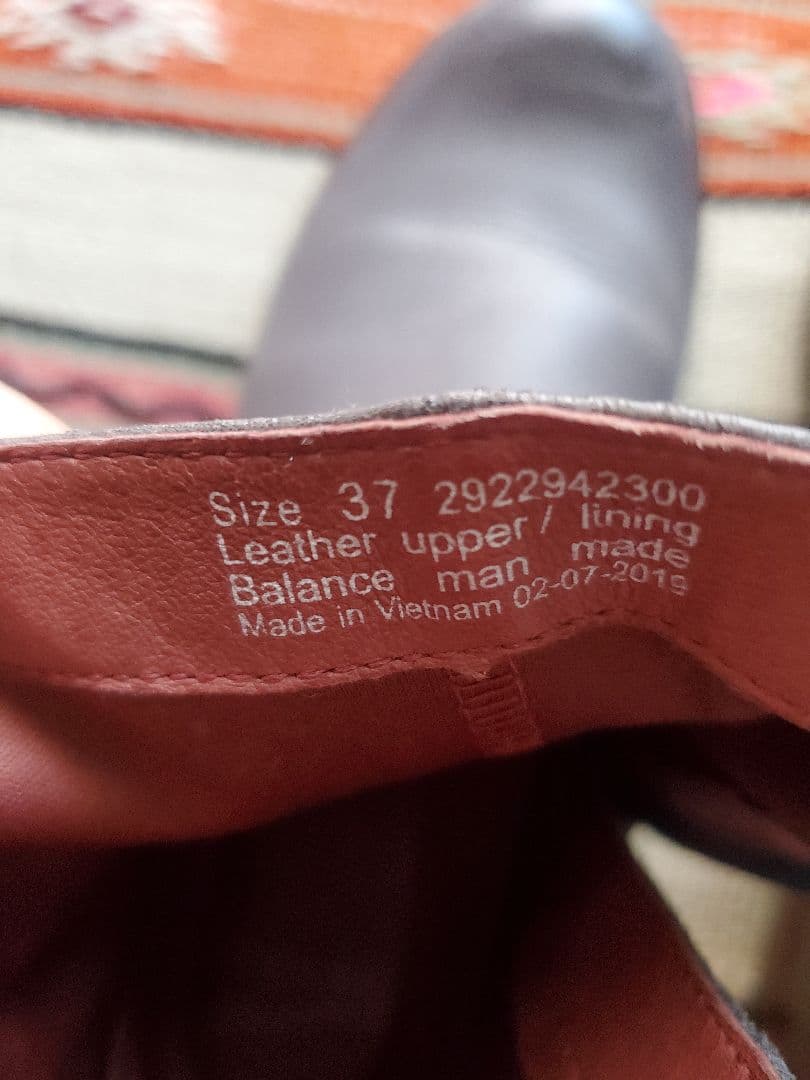 Size 37 2922942300
Leather upper / lining
Balance man made
Made in Vietnam 02-07-2019